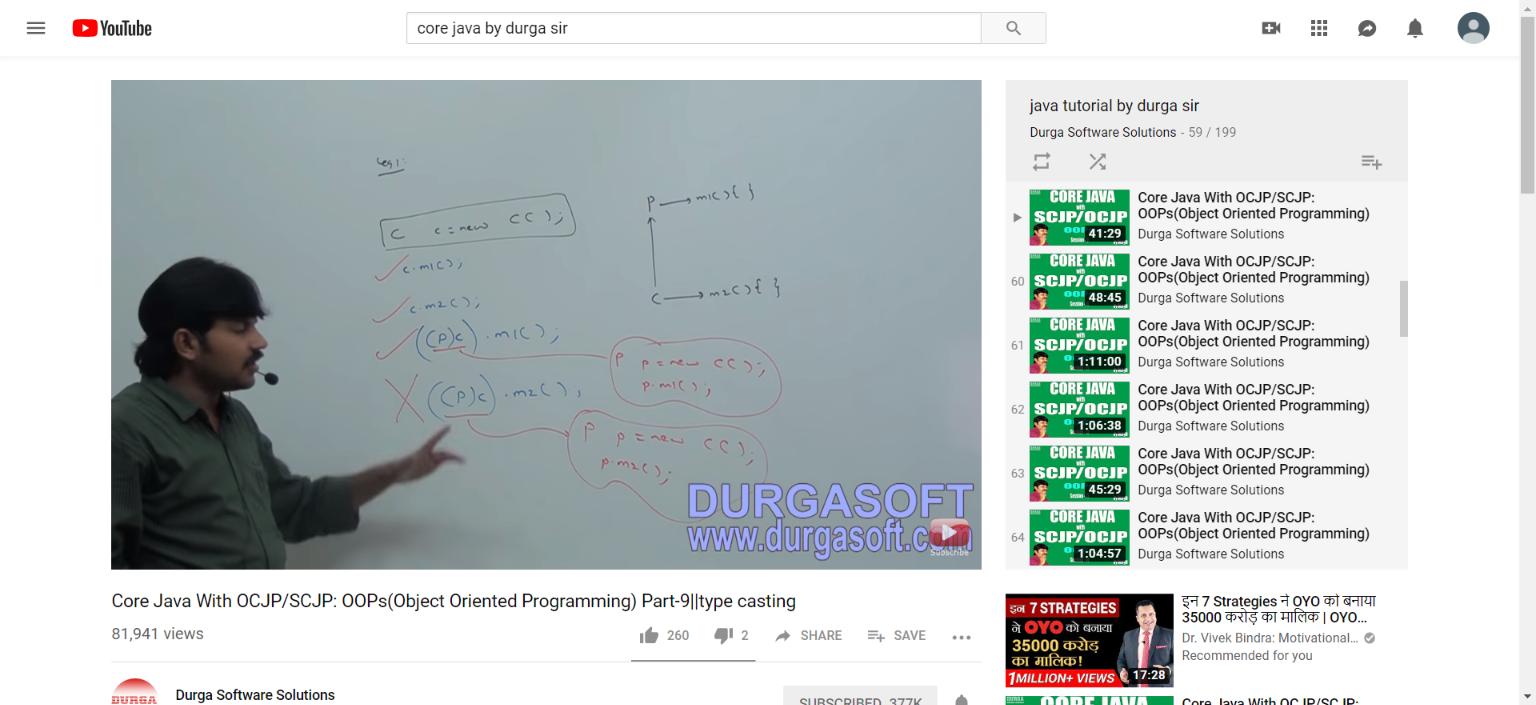 YouTube
core java by durga sir
eg1:
C c = new C();
c.m1();
c.m2();
((P)c).m1();
((P)c).m2();
P → m1(){ }
C → m2(){ }
P p = new C();
p.m1();
P p = new C();
p.m2();
DURGASOFT
www.durgasoft.com
Subscribe
java tutorial by durga sir
Durga Software Solutions - 59 / 199
CORE JAVA
with
SCJP/OCJP
41:29
Core Java With OCJP/SCJP:
OOPs(Object Oriented Programming)
Durga Software Solutions
60
CORE JAVA
SCJP/OCJP
48:45
Core Java With OCJP/SCJP:
OOPs(Object Oriented Programming)
Durga Software Solutions
61
CORE JAVA
SCJP/OCJP
1:11:00
Core Java With OCJP/SCJP:
OOPs(Object Oriented Programming)
Durga Software Solutions
62
CORE JAVA
SCJP/OCJP
1:06:38
Core Java With OCJP/SCJP:
OOPs(Object Oriented Programming)
Durga Software Solutions
63
CORE JAVA
SCJP/OCJP
45:29
Core Java With OCJP/SCJP:
OOPs(Object Oriented Programming)
Durga Software Solutions
64
CORE JAVA
SCJP/OCJP
1:04:57
Core Java With OCJP/SCJP:
OOPs(Object Oriented Programming)
Durga Software Solutions
Core Java With OCJP/SCJP: OOPs(Object Oriented Programming) Part-9||type casting
81,941 views
260
2
SHARE
SAVE
DURGA
Durga Software Solutions
SUBSCRIBED 377K
इन 7 STRATEGIES
ने OYO को बनाया
35000 करोड़
का मालिक!
1MILLION+ VIEWS
17:28
इन 7 Strategies ने OYO को बनाया
35000 करोड़ का मालिक | OYO...
Dr. Vivek Bindra: Motivational...
Recommended for you
CORE JAVA
Core Java With OCJP/SCJP: